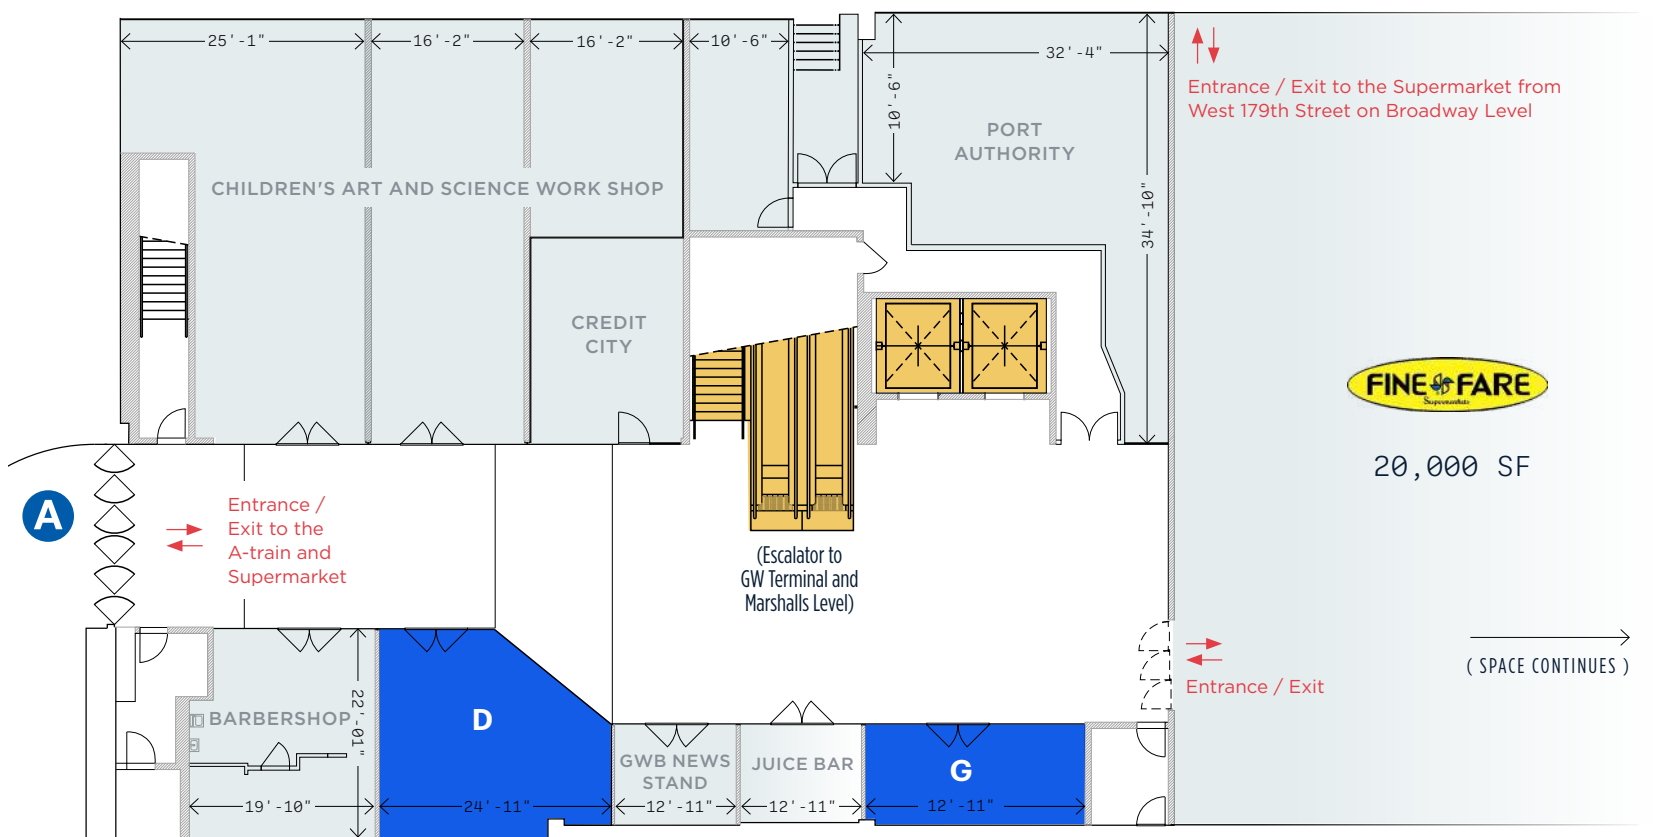 25'-1"
16'-2"
16'-2"
10'-6"
32'-4"
10'-6"
34'-10"
Entrance / Exit to the Supermarket from
West 179th Street on Broadway Level
PORT
AUTHORITY
CHILDREN'S ART AND SCIENCE WORK SHOP
CREDIT
CITY
FINE FARE
Supermarkets
20,000 SF
A
Entrance /
Exit to the
A-train and
Supermarket
(Escalator to
GW Terminal and
Marshalls Level)
( SPACE CONTINUES )
Entrance / Exit
BARBERSHOP
22'-01"
D
GWB NEWS
STAND
JUICE BAR
G
19'-10"
24'-11"
12'-11"
12'-11"
12'-11"